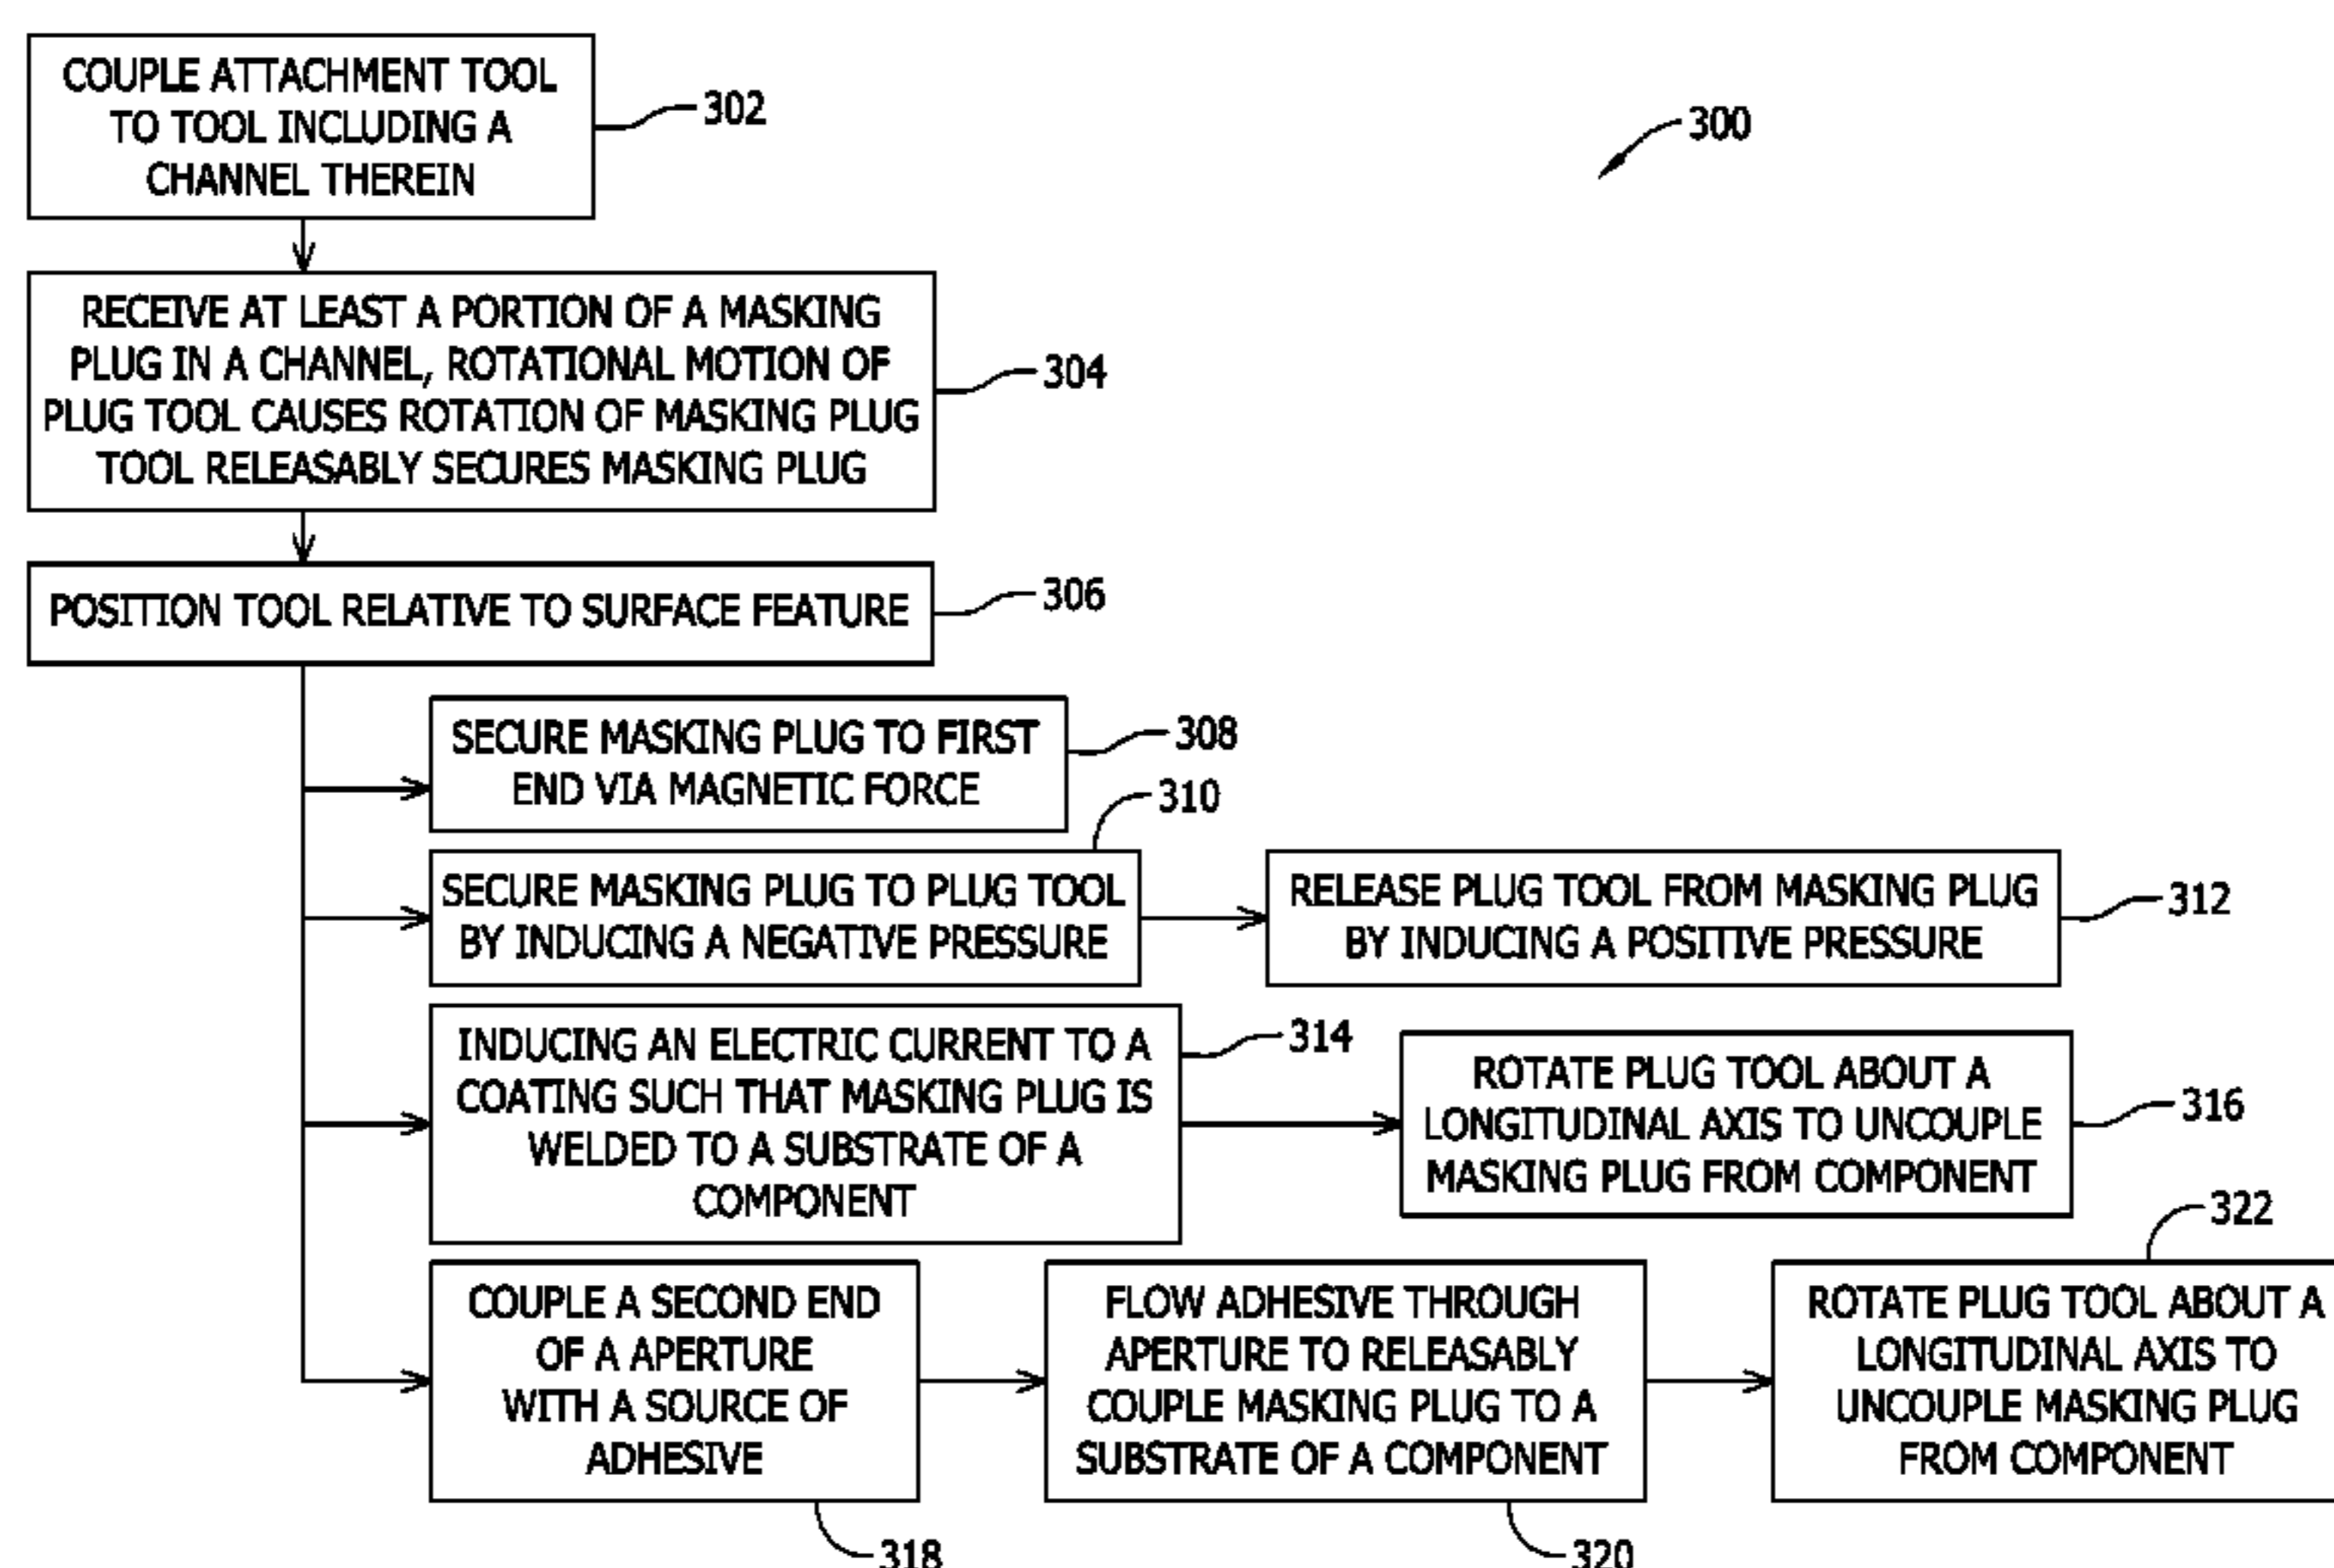 COUPLE ATTACHMENT TOOL
TO TOOL INCLUDING A
CHANNEL THEREIN
302
300
RECEIVE AT LEAST A PORTION OF A MASKING
PLUG IN A CHANNEL, ROTATIONAL MOTION OF
PLUG TOOL CAUSES ROTATION OF MASKING PLUG
TOOL RELEASABLY SECURES MASKING PLUG
304
POSITION TOOL RELATIVE TO SURFACE FEATURE
306
SECURE MASKING PLUG TO FIRST
END VIA MAGNETIC FORCE
308
310
SECURE MASKING PLUG TO PLUG TOOL
BY INDUCING A NEGATIVE PRESSURE
RELEASE PLUG TOOL FROM MASKING PLUG
BY INDUCING A POSITIVE PRESSURE
312
INDUCING AN ELECTRIC CURRENT TO A
COATING SUCH THAT MASKING PLUG IS
WELDED TO A SUBSTRATE OF A
COMPONENT
314
ROTATE PLUG TOOL ABOUT A
LONGITUDINAL AXIS TO UNCOUPLE
MASKING PLUG FROM COMPONENT
316
322
COUPLE A SECOND END
OF A APERTURE
WITH A SOURCE OF
ADHESIVE
318
FLOW ADHESIVE THROUGH
APERTURE TO RELEASABLY
COUPLE MASKING PLUG TO A
SUBSTRATE OF A COMPONENT
320
ROTATE PLUG TOOL ABOUT A
LONGITUDINAL AXIS TO
UNCOUPLE MASKING PLUG
FROM COMPONENT